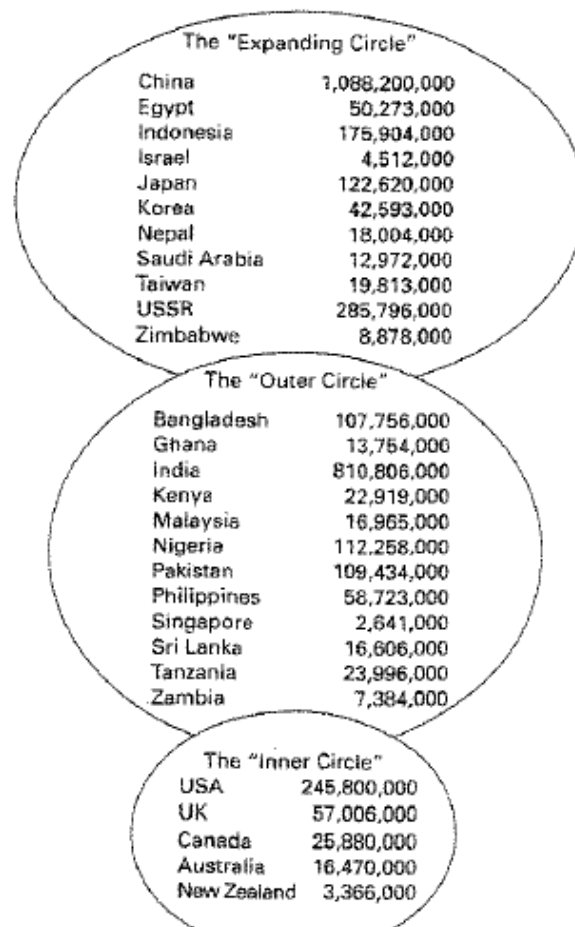 The "Expanding Circle"
China 1,088,200,000
Egypt 50,273,000
Indonesia 175,904,000
Israel 4,512,000
Japan 122,620,000
Korea 42,593,000
Nepal 18,004,000
Saudi Arabia 12,972,000
Taiwan 19,813,000
USSR 285,796,000
Zimbabwe 8,878,000
The "Outer Circle"
Bangladesh 107,756,000
Ghana 13,754,000
India 810,806,000
Kenya 22,919,000
Malaysia 16,965,000
Nigeria 112,258,000
Pakistan 109,434,000
Philippines 58,723,000
Singapore 2,641,000
Sri Lanka 16,606,000
Tanzania 23,996,000
Zambia 7,384,000
The "Inner Circle"
USA 245,800,000
UK 57,006,000
Canada 25,880,000
Australia 16,470,000
New Zealand 3,366,000